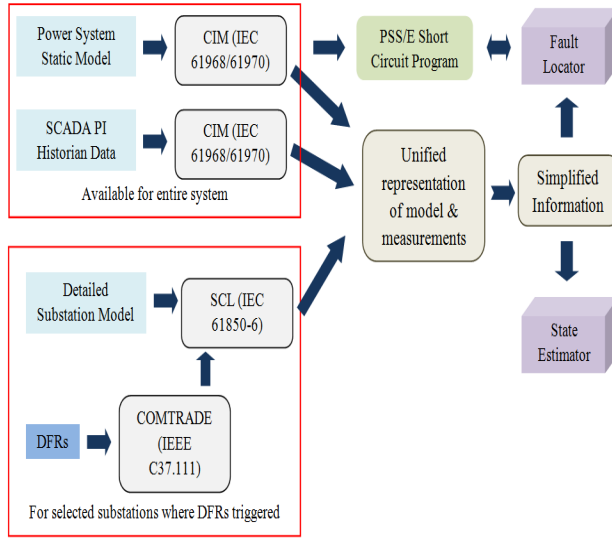 Power System
Static Model
CIM (IEC
61968/61970)
PSS/E Short
Circuit Program
Fault
Locator
SCADA PI
Historian Data
CIM (IEC
61968/61970)
Available for entire system
Unified
representation
of model &
measurements
Simplified
Information
Detailed
Substation Model
SCL (IEC
61850-6)
State
Estimator
DFRs
COMTRADE
(IEEE
C37.111)
For selected substations where DFRs triggered